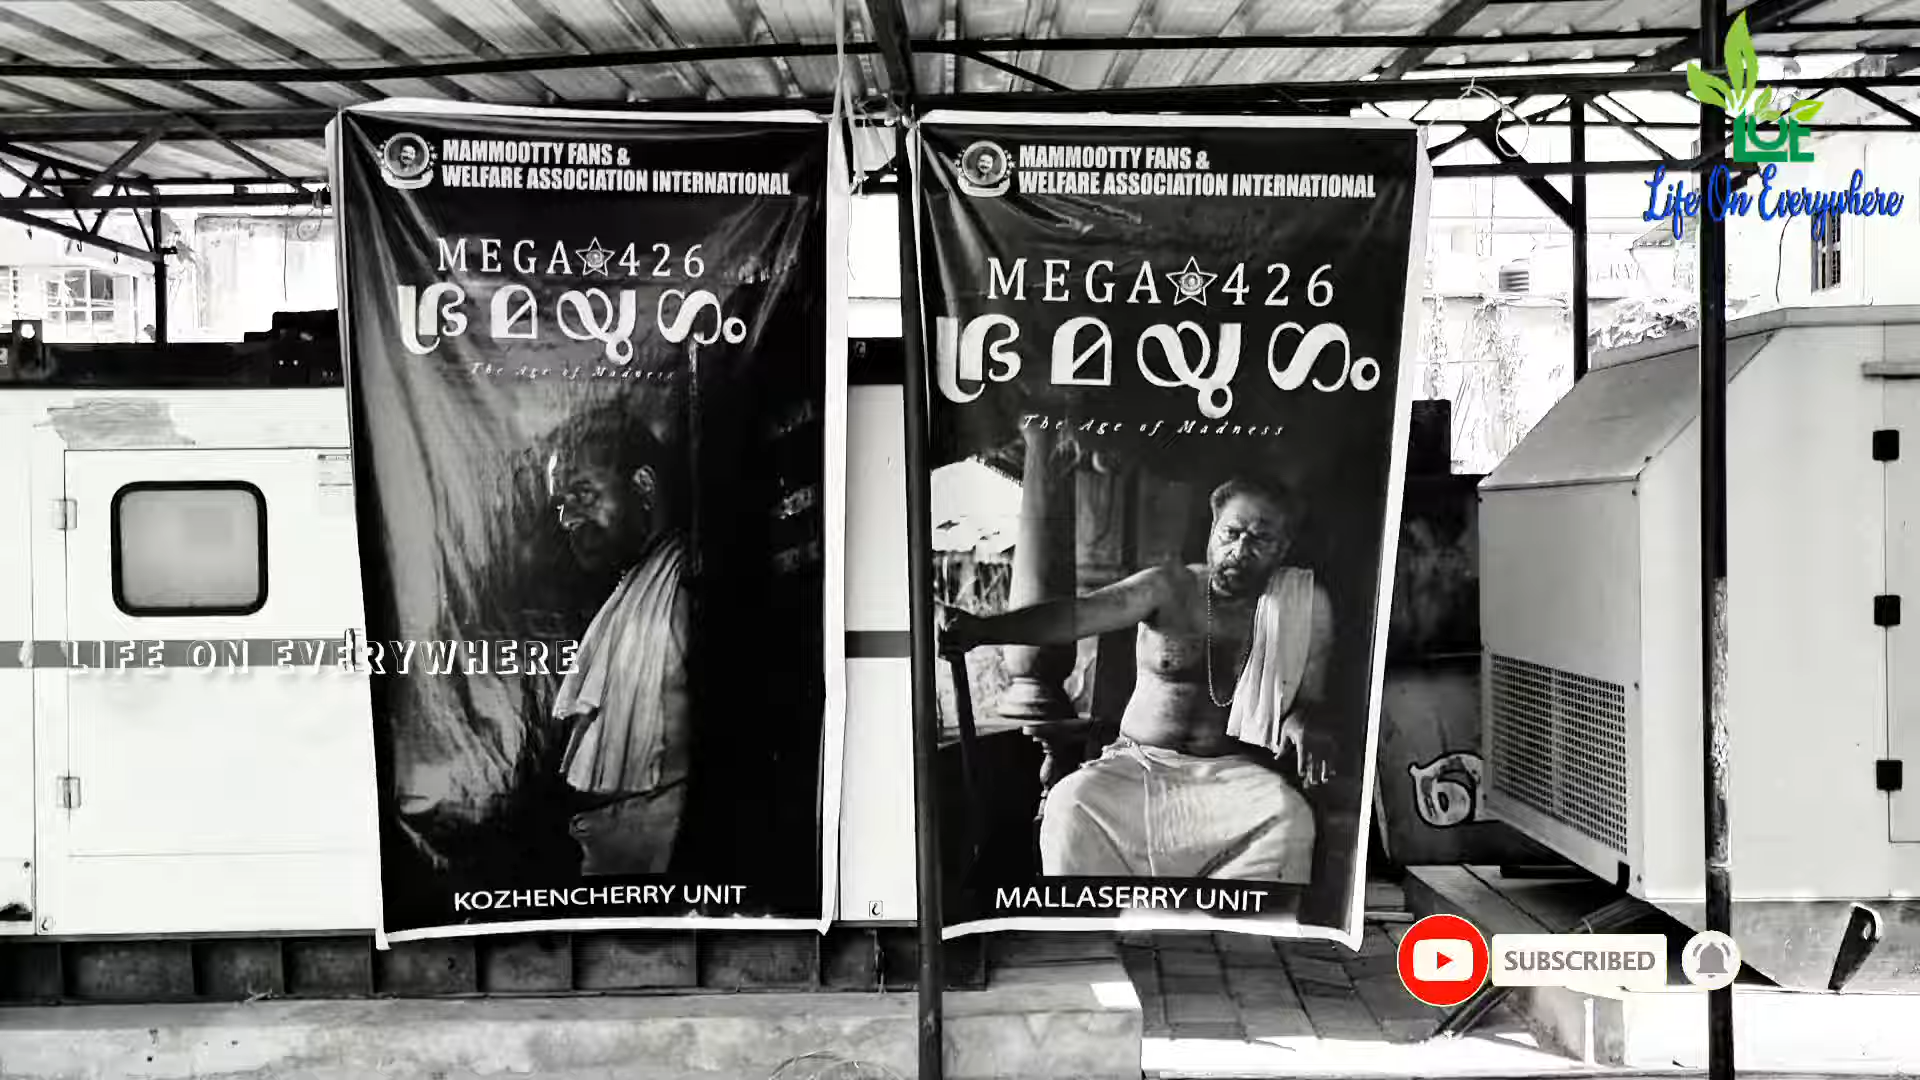 MAMMOOTTY FANS &
WELFARE ASSOCIATION INTERNATIONAL
MEGA 426
ഭ്രമയുഗം
The Age of Madness
KOZHENCHERRY UNIT
MAMMOOTTY FANS &
WELFARE ASSOCIATION INTERNATIONAL
MEGA 426
ഭ്രമയുഗം
The Age of Madness
MALLASERRY UNIT
LOE
Life On Everywhere
LIFE ON EVERYWHERE
SUBSCRIBED